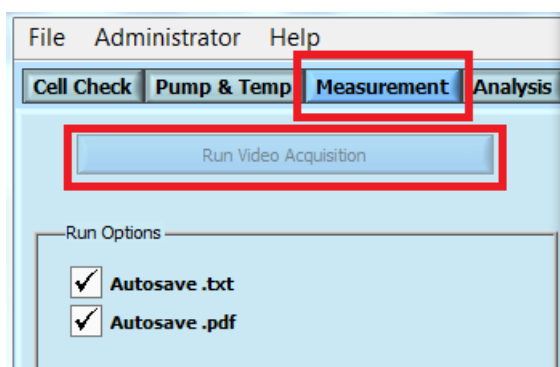 File Administrator Help
Cell Check Pump & Temp Measurement Analysis
Run Video Acquisition
Run Options
Autosave .txt
Autosave .pdf